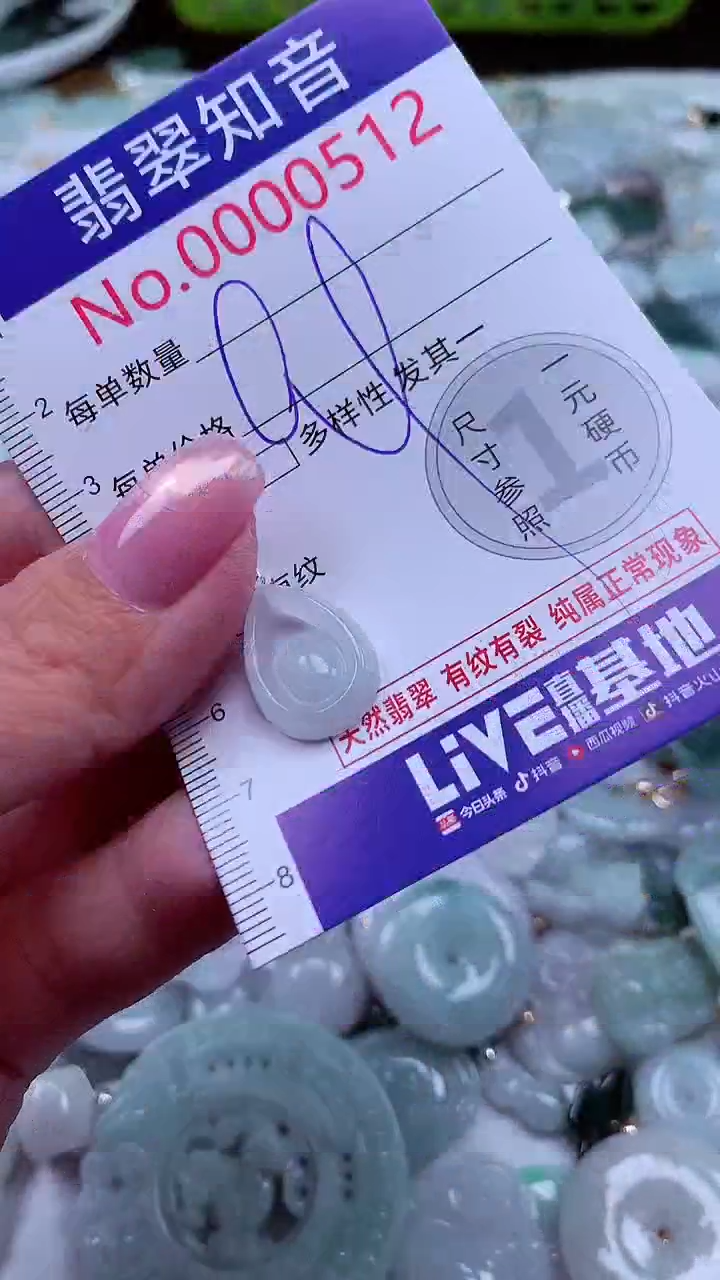 翡翠知音
No.0000512
每单数量
每单价格
多样性 发其一
一元硬币
尺寸参照
1
有纹
天然翡翠 有纹有裂 纯属正常现象
LiVE直播基地
今日头条 抖音 西瓜视频 抖音火山
2
3
6
7
8